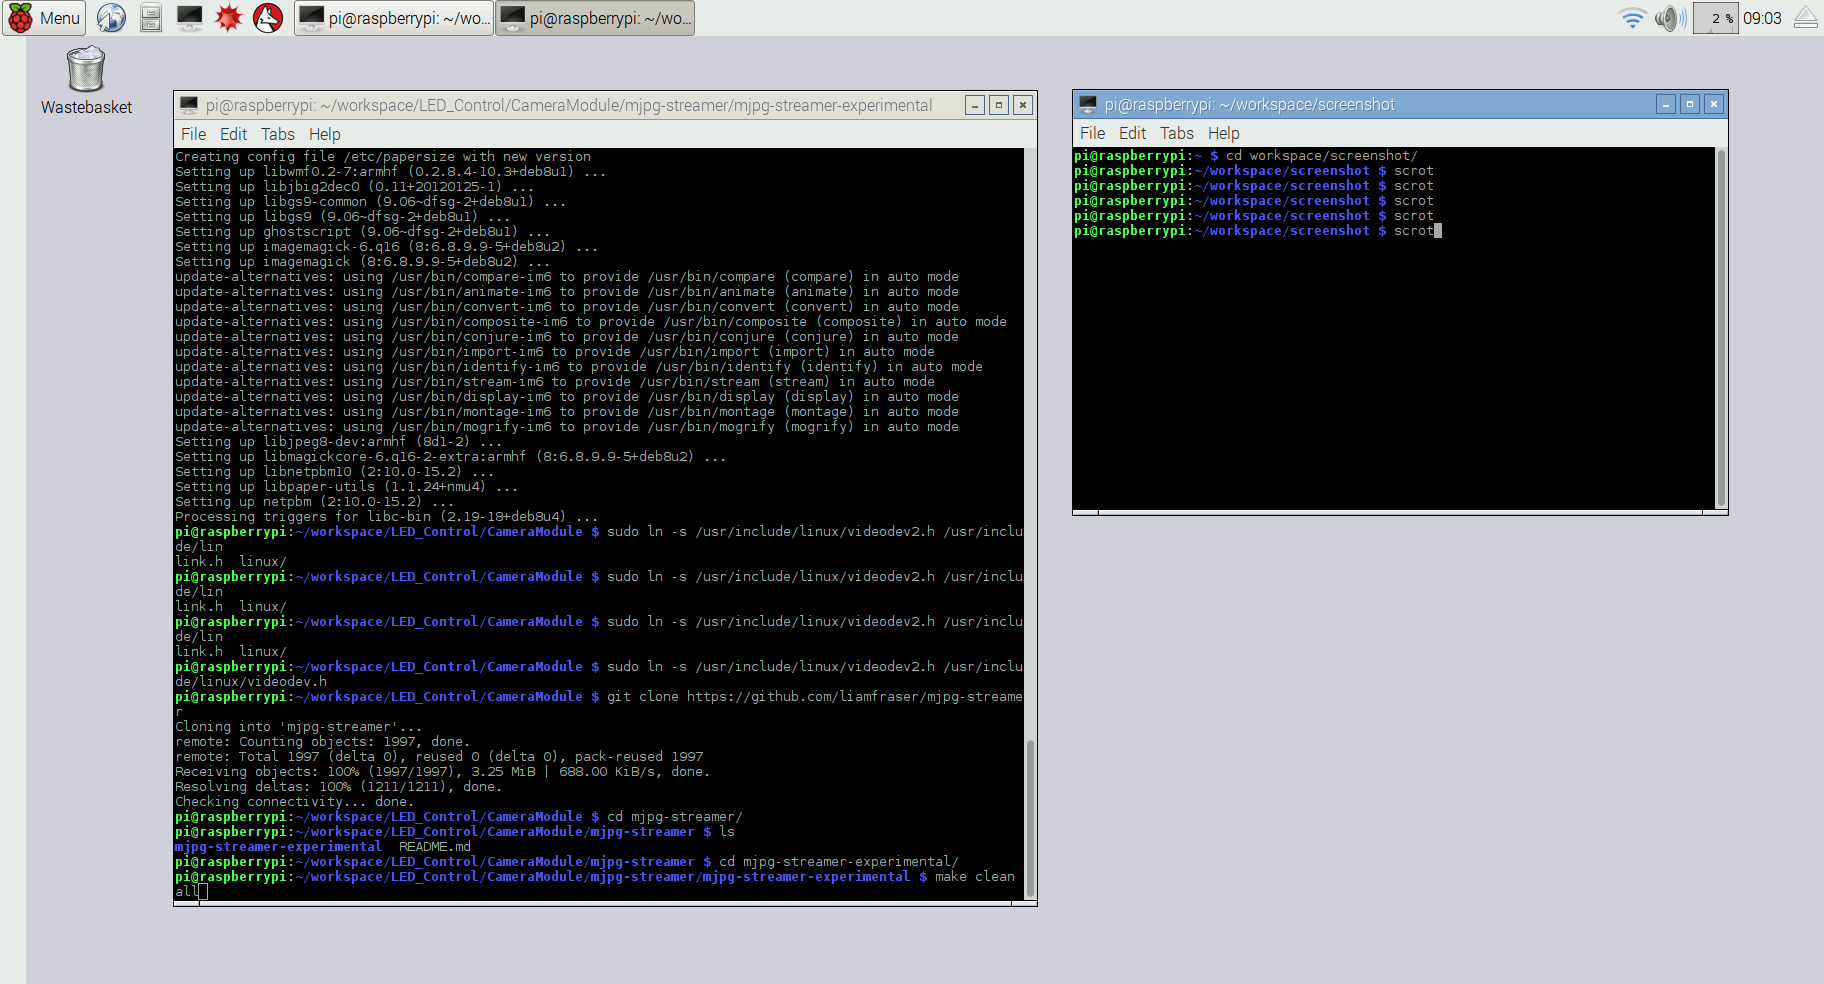 Menu
pi@raspberrypi: ~/wo...
pi@raspberrypi: ~/wo...
2 %
09:03
Wastebasket
pi@raspberrypi: ~/workspace/LED_Control/CameraModule/mjpg-streamer/mjpg-streamer-experimental
File Edit Tabs Help
Creating config file /etc/papersize with new version
Setting up libwmf0.2-7:armhf (0.2.8.4-10.3+deb8u1) ...
Setting up libjbig2dec0 (0.11+20120125-1) ...
Setting up libgs9-common (9.06~dfsg-2+deb8u1) ...
Setting up libgs9 (9.06~dfsg-2+deb8u1) ...
Setting up ghostscript (9.06~dfsg-2+deb8u1) ...
Setting up imagemagick-6.q16 (8:6.8.9.9-5+deb8u2) ...
Setting up imagemagick (8:6.8.9.9-5+deb8u2) ...
update-alternatives: using /usr/bin/compare-im6 to provide /usr/bin/compare (compare) in auto mode
update-alternatives: using /usr/bin/animate-im6 to provide /usr/bin/animate (animate) in auto mode
update-alternatives: using /usr/bin/convert-im6 to provide /usr/bin/convert (convert) in auto mode
update-alternatives: using /usr/bin/composite-im6 to provide /usr/bin/composite (composite) in auto mode
update-alternatives: using /usr/bin/conjure-im6 to provide /usr/bin/conjure (conjure) in auto mode
update-alternatives: using /usr/bin/import-im6 to provide /usr/bin/import (import) in auto mode
update-alternatives: using /usr/bin/identify-im6 to provide /usr/bin/identify (identify) in auto mode
update-alternatives: using /usr/bin/stream-im6 to provide /usr/bin/stream (stream) in auto mode
update-alternatives: using /usr/bin/display-im6 to provide /usr/bin/display (display) in auto mode
update-alternatives: using /usr/bin/montage-im6 to provide /usr/bin/montage (montage) in auto mode
update-alternatives: using /usr/bin/mogrify-im6 to provide /usr/bin/mogrify (mogrify) in auto mode
Setting up libjpeg8-dev:armhf (8d1-2) ...
Setting up libmagickcore-6.q16-2-extra:armhf (8:6.8.9.9-5+deb8u2) ...
Setting up libnetpbm10 (2:10.0-15.2) ...
Setting up libpaper-utils (1.1.24+nmu4) ...
Setting up netpbm (2:10.0-15.2) ...
Processing triggers for libc-bin (2.19-18+deb8u4) ...
pi@raspberrypi:~/workspace/LED_Control/CameraModule $ sudo ln -s /usr/include/linux/videodev2.h /usr/inclu
de/lin
link.h linux/
pi@raspberrypi:~/workspace/LED_Control/CameraModule $ sudo ln -s /usr/include/linux/videodev2.h /usr/inclu
de/lin
link.h linux/
pi@raspberrypi:~/workspace/LED_Control/CameraModule $ sudo ln -s /usr/include/linux/videodev2.h /usr/inclu
de/lin
link.h linux/
pi@raspberrypi:~/workspace/LED_Control/CameraModule $ sudo ln -s /usr/include/linux/videodev2.h /usr/inclu
de/linux/videodev.h
pi@raspberrypi:~/workspace/LED_Control/CameraModule $ git clone https://github.com/liamfraser/mjpg-streame
r
Cloning into 'mjpg-streamer'...
remote: Counting objects: 1997, done.
remote: Total 1997 (delta 0), reused 0 (delta 0), pack-reused 1997
Receiving objects: 100% (1997/1997), 3.25 MiB | 688.00 KiB/s, done.
Resolving deltas: 100% (1211/1211), done.
Checking connectivity... done.
pi@raspberrypi:~/workspace/LED_Control/CameraModule $ cd mjpg-streamer/
pi@raspberrypi:~/workspace/LED_Control/CameraModule/mjpg-streamer $ ls
mjpg-streamer-experimental README.md
pi@raspberrypi:~/workspace/LED_Control/CameraModule/mjpg-streamer $ cd mjpg-streamer-experimental/
pi@raspberrypi:~/workspace/LED_Control/CameraModule/mjpg-streamer/mjpg-streamer-experimental $ make clean
all
pi@raspberrypi: ~/workspace/screenshot
File Edit Tabs Help
pi@raspberrypi:~ $ cd workspace/screenshot/
pi@raspberrypi:~/workspace/screenshot $ scrot
pi@raspberrypi:~/workspace/screenshot $ scrot
pi@raspberrypi:~/workspace/screenshot $ scrot
pi@raspberrypi:~/workspace/screenshot $ scrot
pi@raspberrypi:~/workspace/screenshot $ scrot